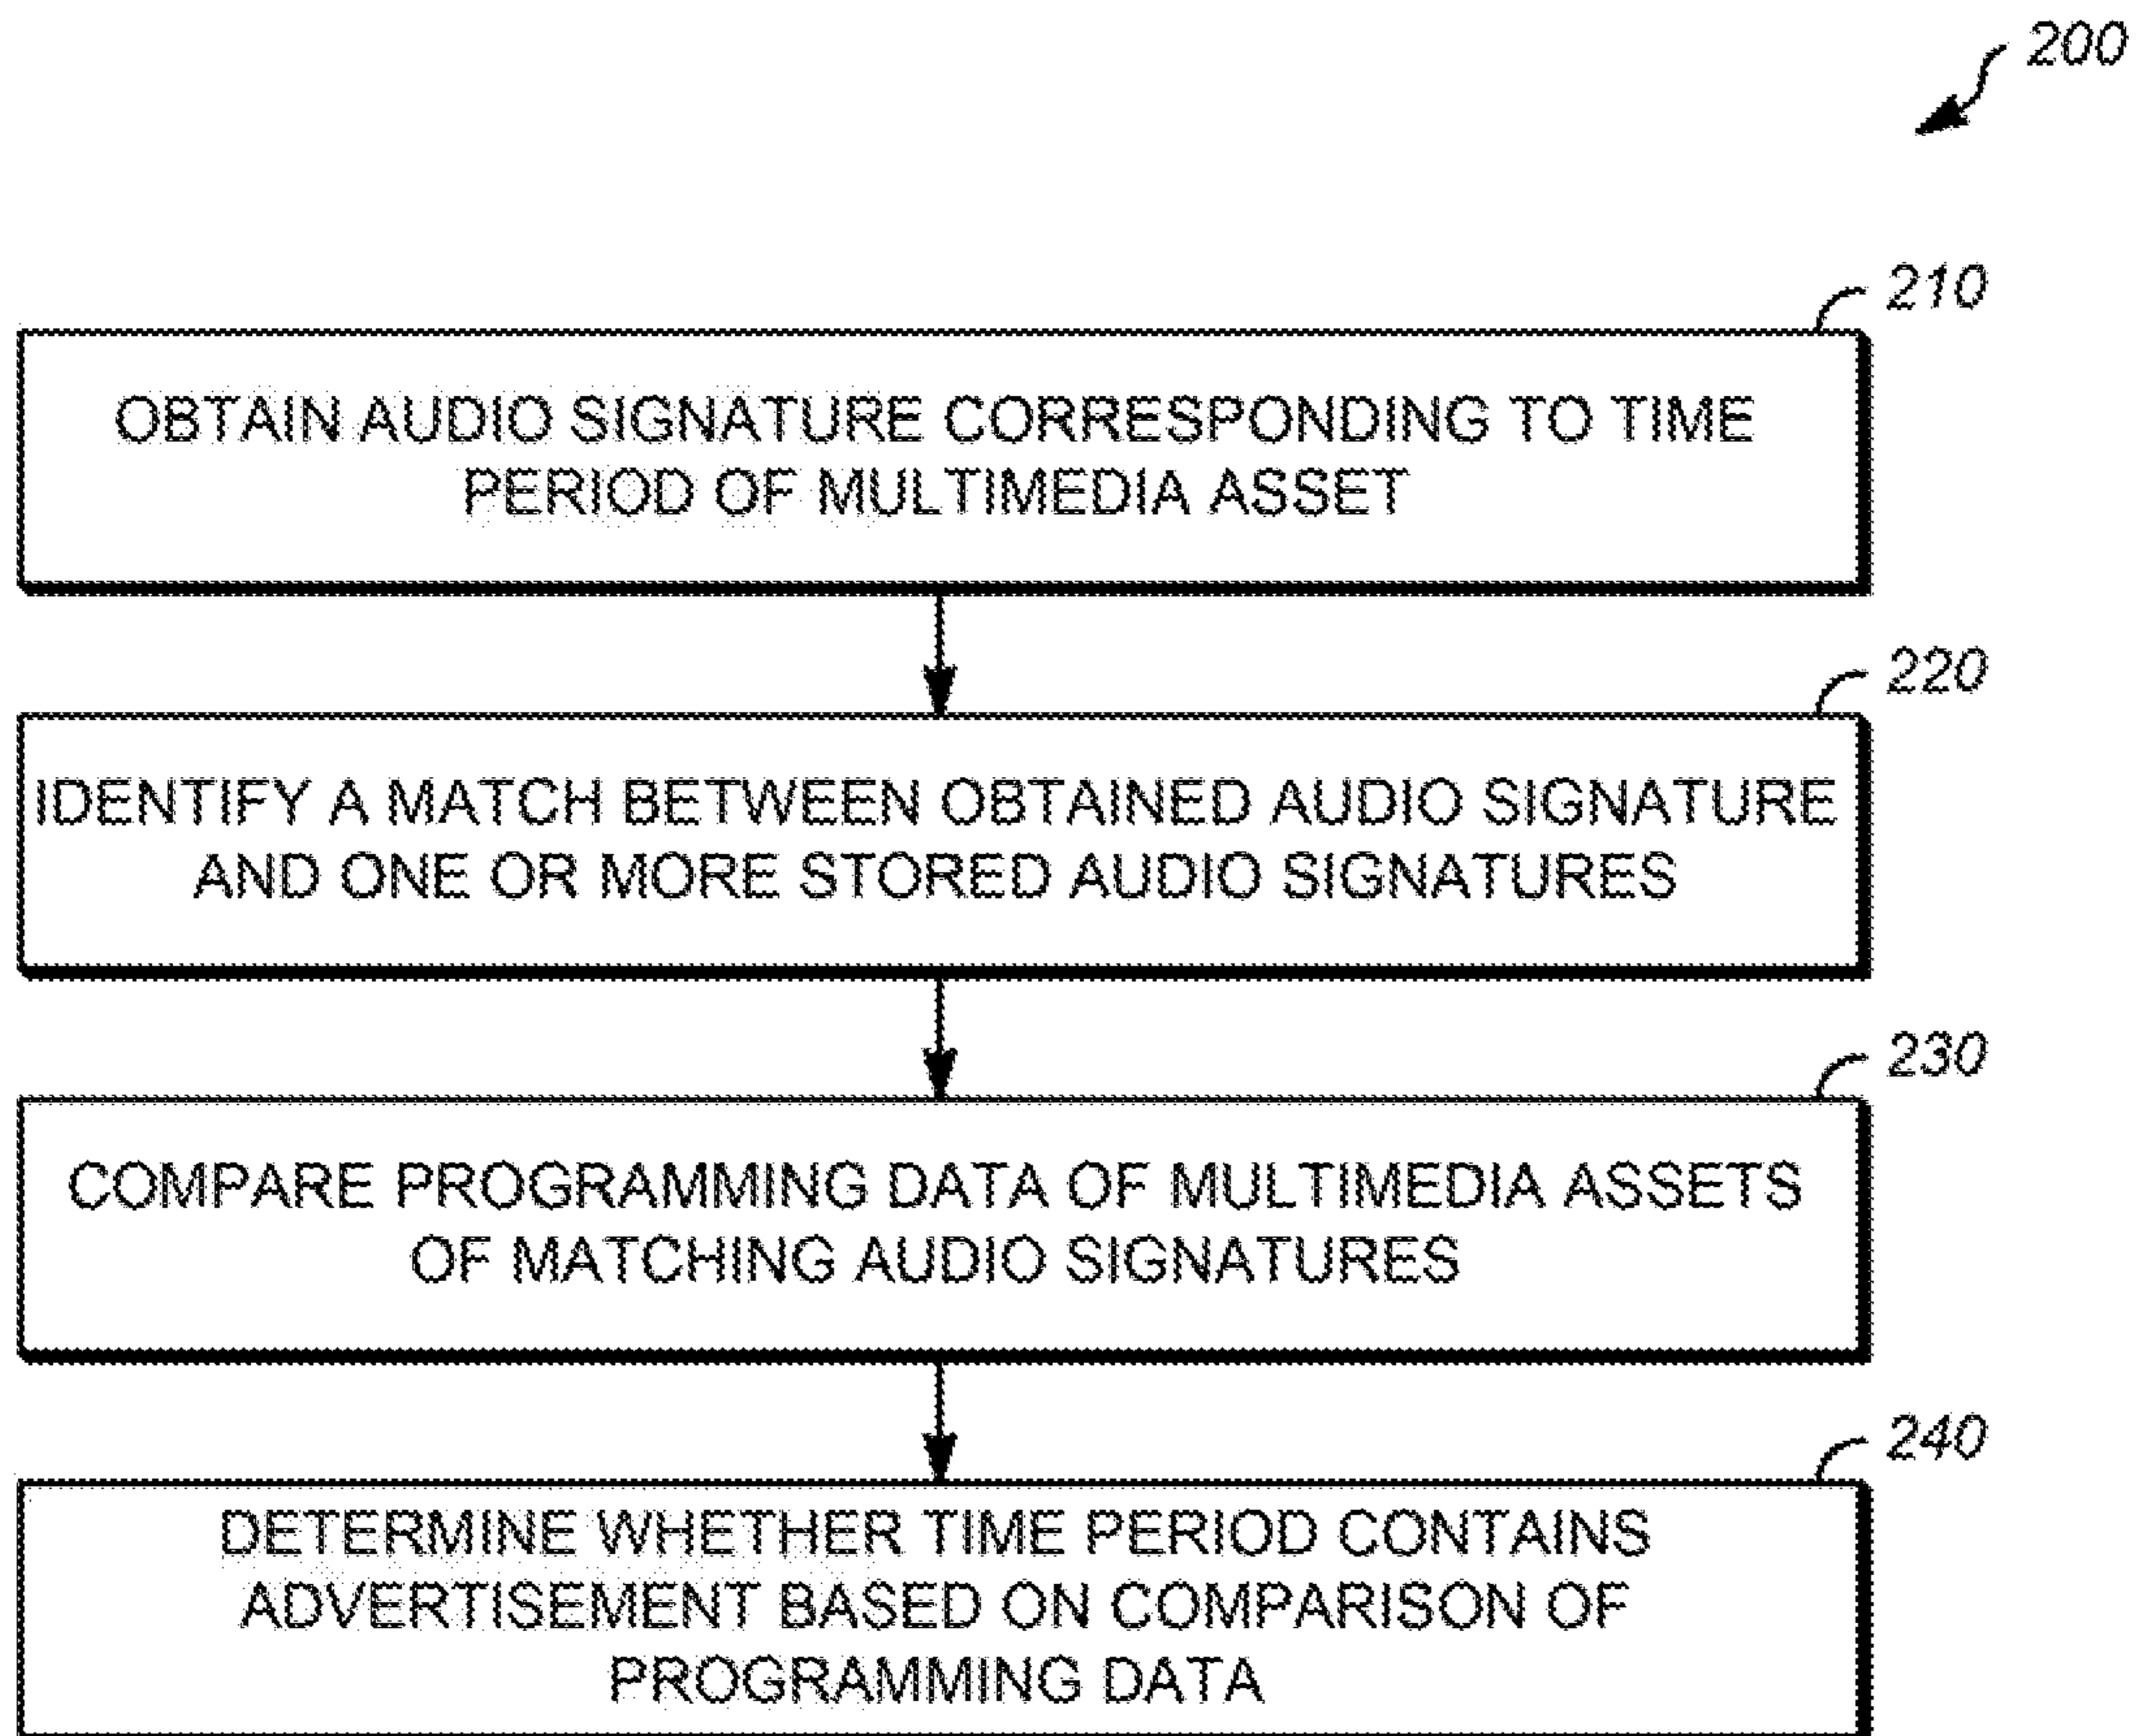 200
210
OBTAIN AUDIO SIGNATURE CORRESPONDING TO TIME
PERIOD OF MULTIMEDIA ASSET
220
IDENTIFY A MATCH BETWEEN OBTAINED AUDIO SIGNATURE
AND ONE OR MORE STORED AUDIO SIGNATURES
230
COMPARE PROGRAMMING DATA OF MULTIMEDIA ASSETS
OF MATCHING AUDIO SIGNATURES
240
DETERMINE WHETHER TIME PERIOD CONTAINS
ADVERTISEMENT BASED ON COMPARISON OF
PROGRAMMING DATA